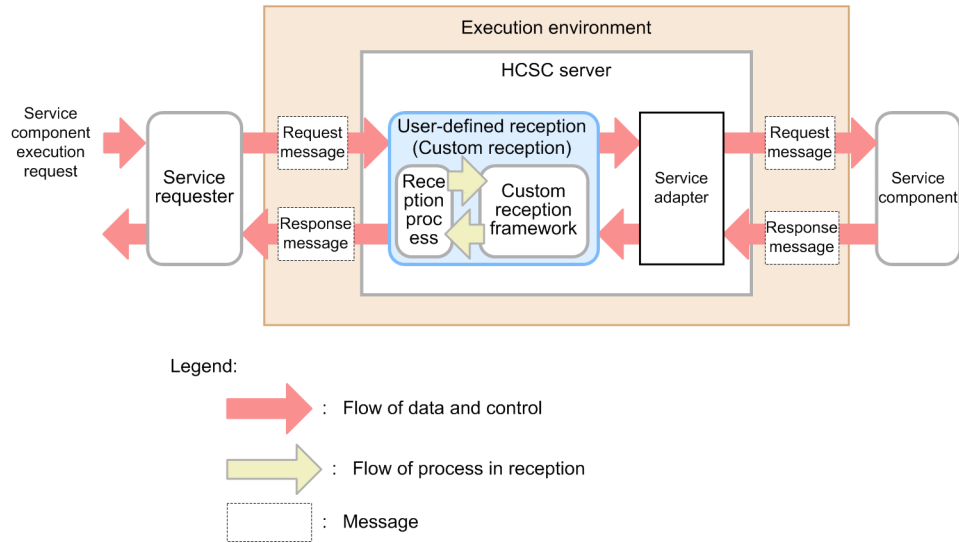 Execution environment
HCSC server
Service
component
execution
request
Service
requester
Request
message
Response
message
User-defined reception
(Custom reception)
Rece
ption
proc
ess
Custom
reception
framework
Service
adapter
Request
message
Response
message
Service
component
Legend:
: Flow of data and control
: Flow of process in reception
: Message